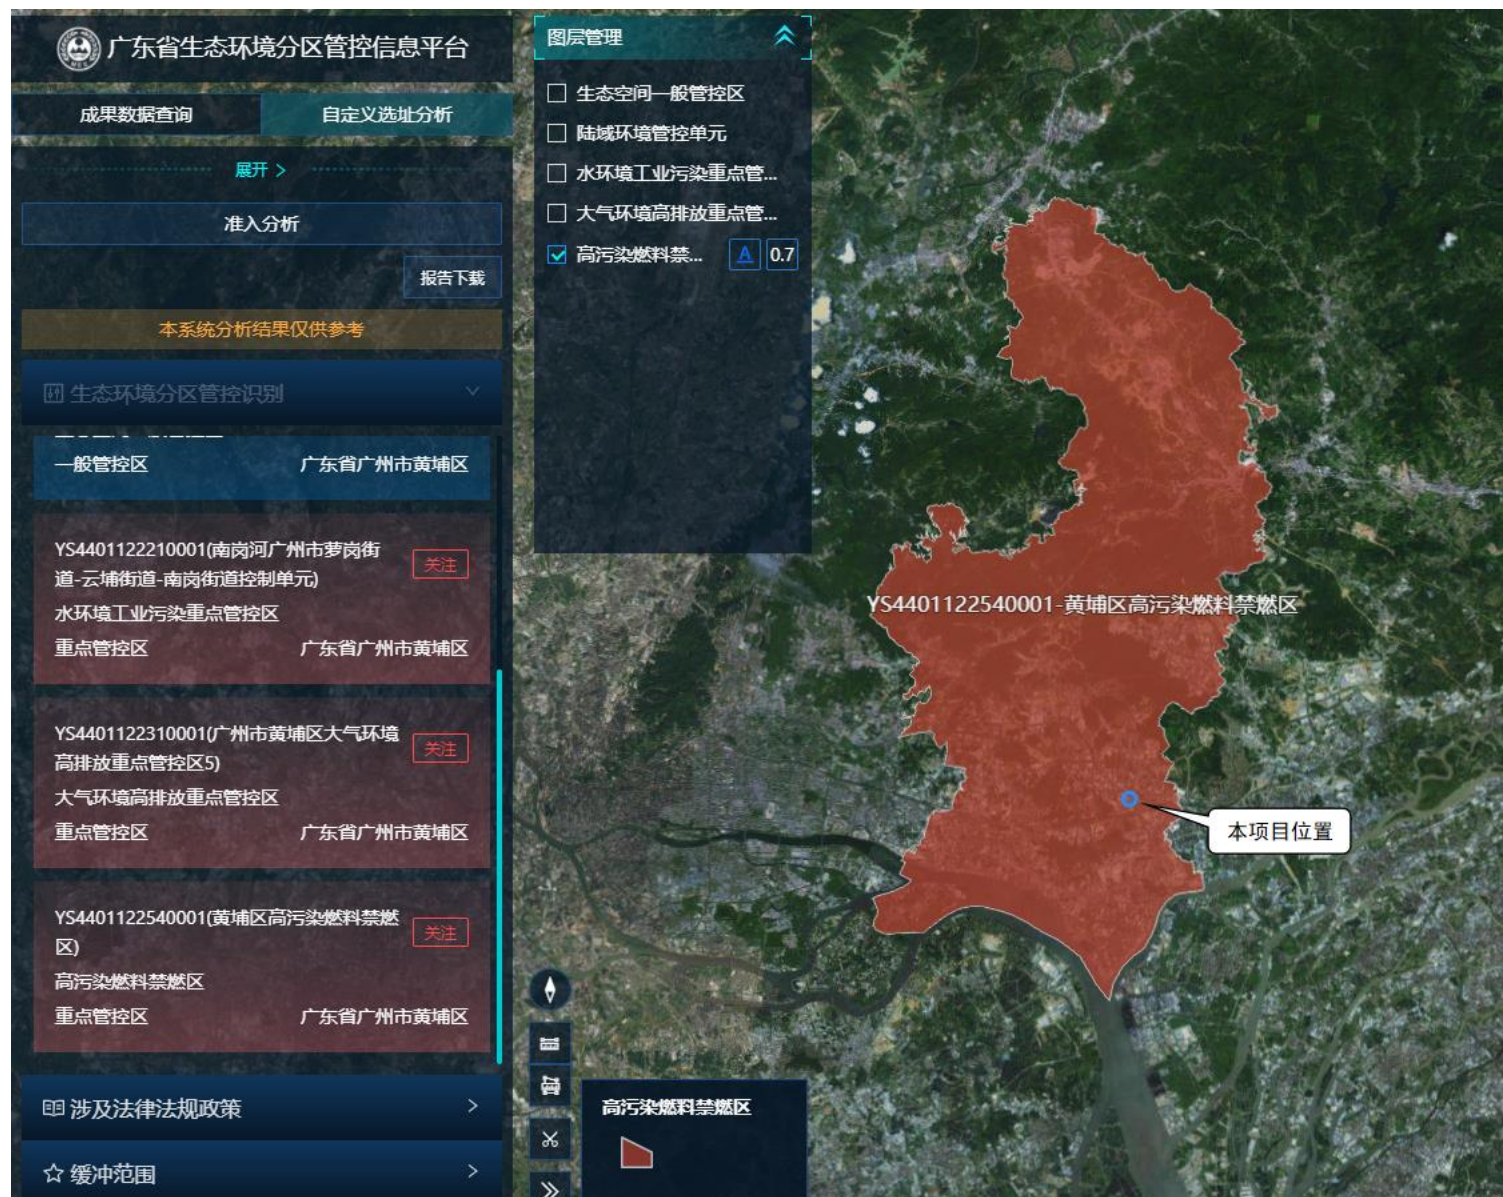 广东省生态环境分区管控信息平台
成果数据查询
自定义选址分析
展开 >
准入分析
报告下载
本系统分析结果仅供参考
生态环境分区管控识别
一般管控区
广东省广州市黄埔区
YS4401122210001(南岗河广州市萝岗街
道-云埔街道-南岗街道控制单元)
关注
水环境工业污染重点管控区
重点管控区
广东省广州市黄埔区
YS4401122310001(广州市黄埔区大气环境
高排放重点管控区5)
关注
大气环境高排放重点管控区
重点管控区
广东省广州市黄埔区
YS4401122540001(黄埔区高污染燃料禁燃
区)
关注
高污染燃料禁燃区
重点管控区
广东省广州市黄埔区
涉及法律法规政策
缓冲范围
图层管理
生态空间一般管控区
陆域环境管控单元
水环境工业污染重点管...
大气环境高排放重点管...
高污染燃料禁...
A
0.7
YS4401122540001-黄埔区高污染燃料禁燃区
本项目位置
高污染燃料禁燃区